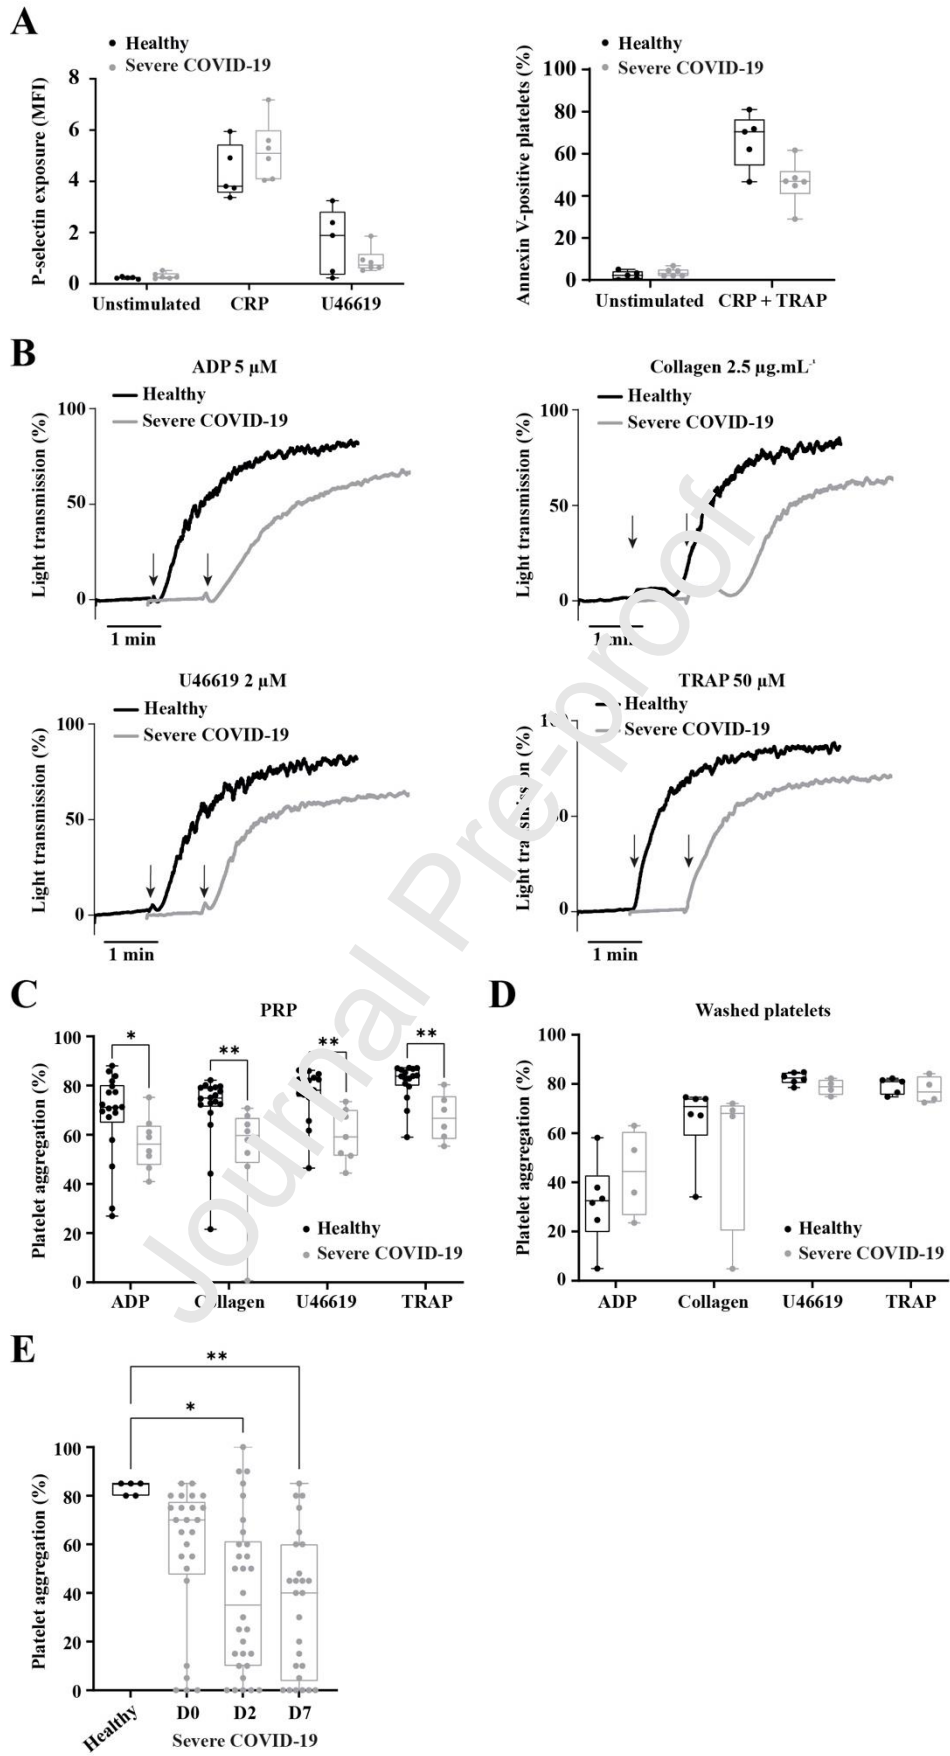 A
Healthy
Severe COVID-19
P-selectin exposure (MFI)
8
6
4
2
0
Unstimulated CRP U46619
Healthy
Severe COVID-19
Annexin V-positive platelets (%)
100
80
60
40
20
0
Unstimulated CRP + TRAP
B
ADP 5 µM
Healthy
Severe COVID-19
Light transmission (%)
100
50
0
1 min
Collagen 2.5 µg.mL⁻¹
Healthy
Severe COVID-19
Light transmission (%)
100
50
0
1 min
U46619 2 µM
Healthy
Severe COVID-19
Light transmission (%)
100
50
0
1 min
TRAP 50 µM
Healthy
Severe COVID-19
Light transmission (%)
0
1 min
C
PRP
Platelet aggregation (%)
100
80
60
40
20
0
* ** ** **
Healthy
Severe COVID-19
ADP Collagen U46619 TRAP
D
Washed platelets
Platelet aggregation (%)
100
80
60
40
20
0
Healthy
Severe COVID-19
ADP Collagen U46619 TRAP
E
**
*
Platelet aggregation (%)
100
80
60
40
20
0
Healthy D0 D2 D7
Severe COVID-19
Journal Pre-proof